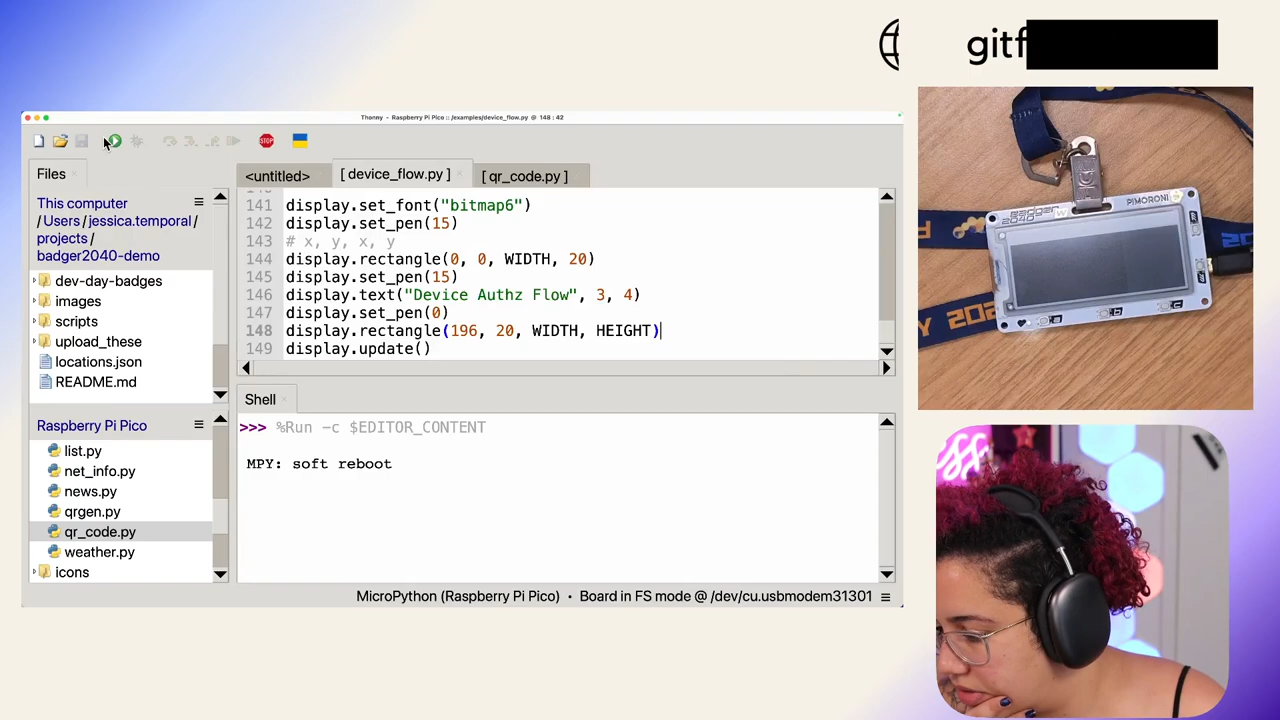 gitf
Thonny - Raspberry Pi Pico :: /examples/device_flow.py @ 148 : 42
Files
This computer
/ Users / jessica.temporal /
projects /
badger2040-demo
dev-day-badges
images
scripts
upload_these
locations.json
README.md
Raspberry Pi Pico
list.py
net_info.py
news.py
qrgen.py
qr_code.py
weather.py
icons
<untitled>
[ device_flow.py ]
[ qr_code.py ]
141 display.set_font("bitmap6")
142 display.set_pen(15)
143 # x, y, x, y
144 display.rectangle(0, 0, WIDTH, 20)
145 display.set_pen(15)
146 display.text("Device Authz Flow", 3, 4)
147 display.set_pen(0)
148 display.rectangle(196, 20, WIDTH, HEIGHT)
149 display.update()
Shell
>>> %Run -c $EDITOR_CONTENT
MPY: soft reboot
MicroPython (Raspberry Pi Pico) • Board in FS mode @ /dev/cu.usbmodem31301
STOP
PIMORONI